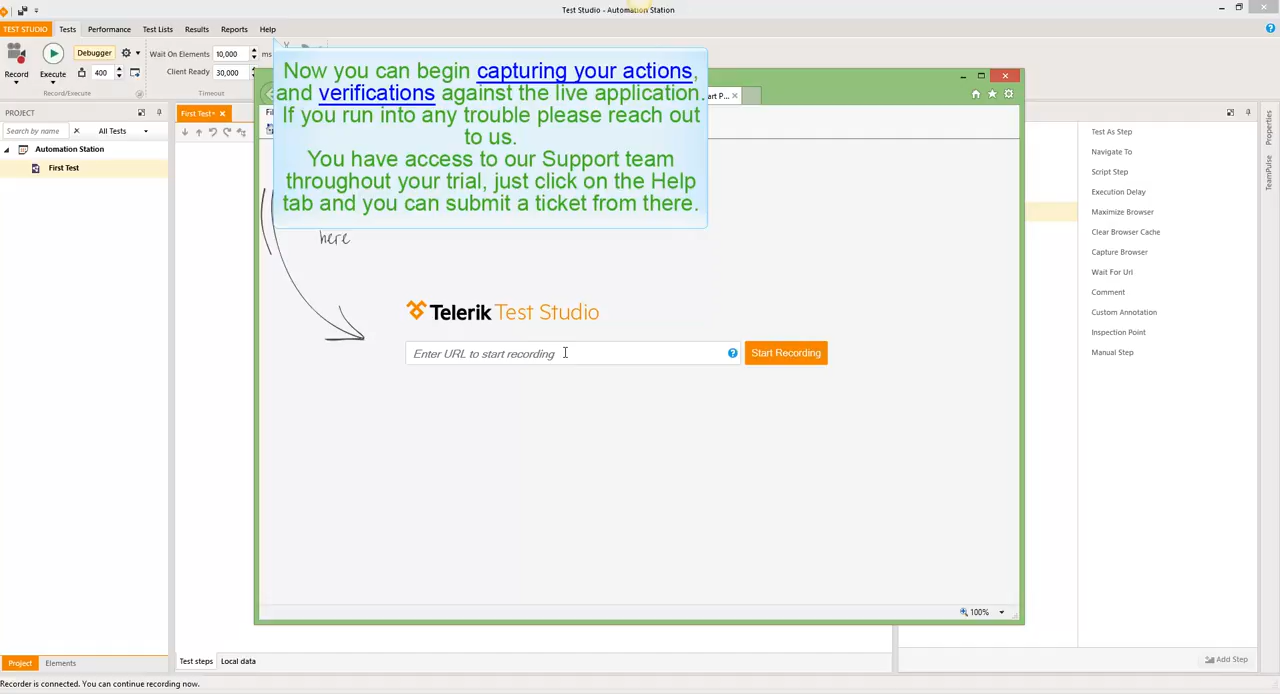 Test Studio - Automation Station
TEST STUDIO Tests Performance Test Lists Results Reports Help
Record
Execute
Debugger
400
Record/Execute
Wait On Elements 10,000 ms
Client Ready 30,000
Timeout
PROJECT
Search by name All Tests
Automation Station
First Test
First Test*
Now you can begin capturing your actions,
and verifications against the live application.
If you run into any trouble please reach out
to us.
You have access to our Support team
throughout your trial, just click on the Help
tab and you can submit a ticket from there.
here
Telerik Test Studio
Enter URL to start recording
Start Recording
100%
Test As Step
Navigate To
Script Step
Execution Delay
Maximize Browser
Clear Browser Cache
Capture Browser
Wait For Url
Comment
Custom Annotation
Inspection Point
Manual Step
Properties
TeamPulse
Add Step
Test steps Local data
Project Elements
Recorder is connected. You can continue recording now.